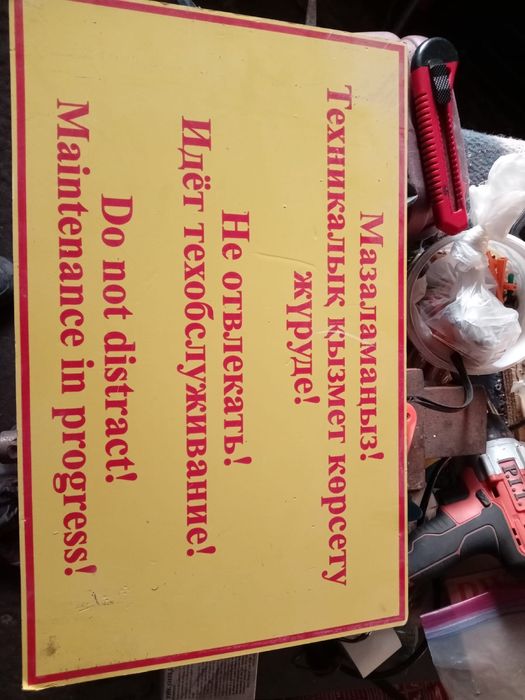 Мазаламаңыз!
Техникалық қызмет көрсету
жүруде!
Не отвлекать!
Идёт техобслуживание!
Do not distract!
Maintenance in progress!